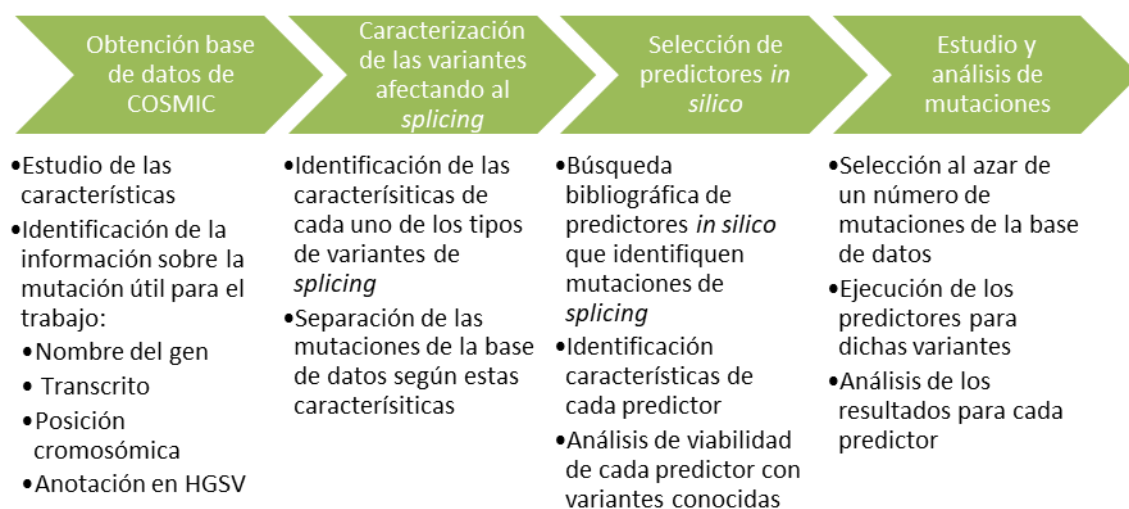 Obtención base
de datos de
COSMIC
Caracterización
de las variantes
afectando al
splicing
Selección de
predictores in
silico
Estudio y
análisis de
mutaciones
•Estudio de las
características
•Identificación de la
información sobre la
mutación útil para el
trabajo:
•Nombre del gen
• Transcrito
•Posición
cromosómica
•Anotación en HGSV
•Identificación de las
caracterísiticas de
cada uno de los tipos
de variantes de
splicing
•Separación de las
mutaciones de la base
de datos según estas
caracterísiticas
•Búsqueda
bibliográfica de
predictores in silico
que identifiquen
mutaciones de
splicing
•Identificación
características de
cada predictor
•Análisis de viabilidad
de cada predictor con
variantes conocidas
•Selección al azar de
un número de
mutaciones de la base
de datos
•Ejecución de los
predictores para
dichas variantes
•Análisis de los
resultados para cada
predictor